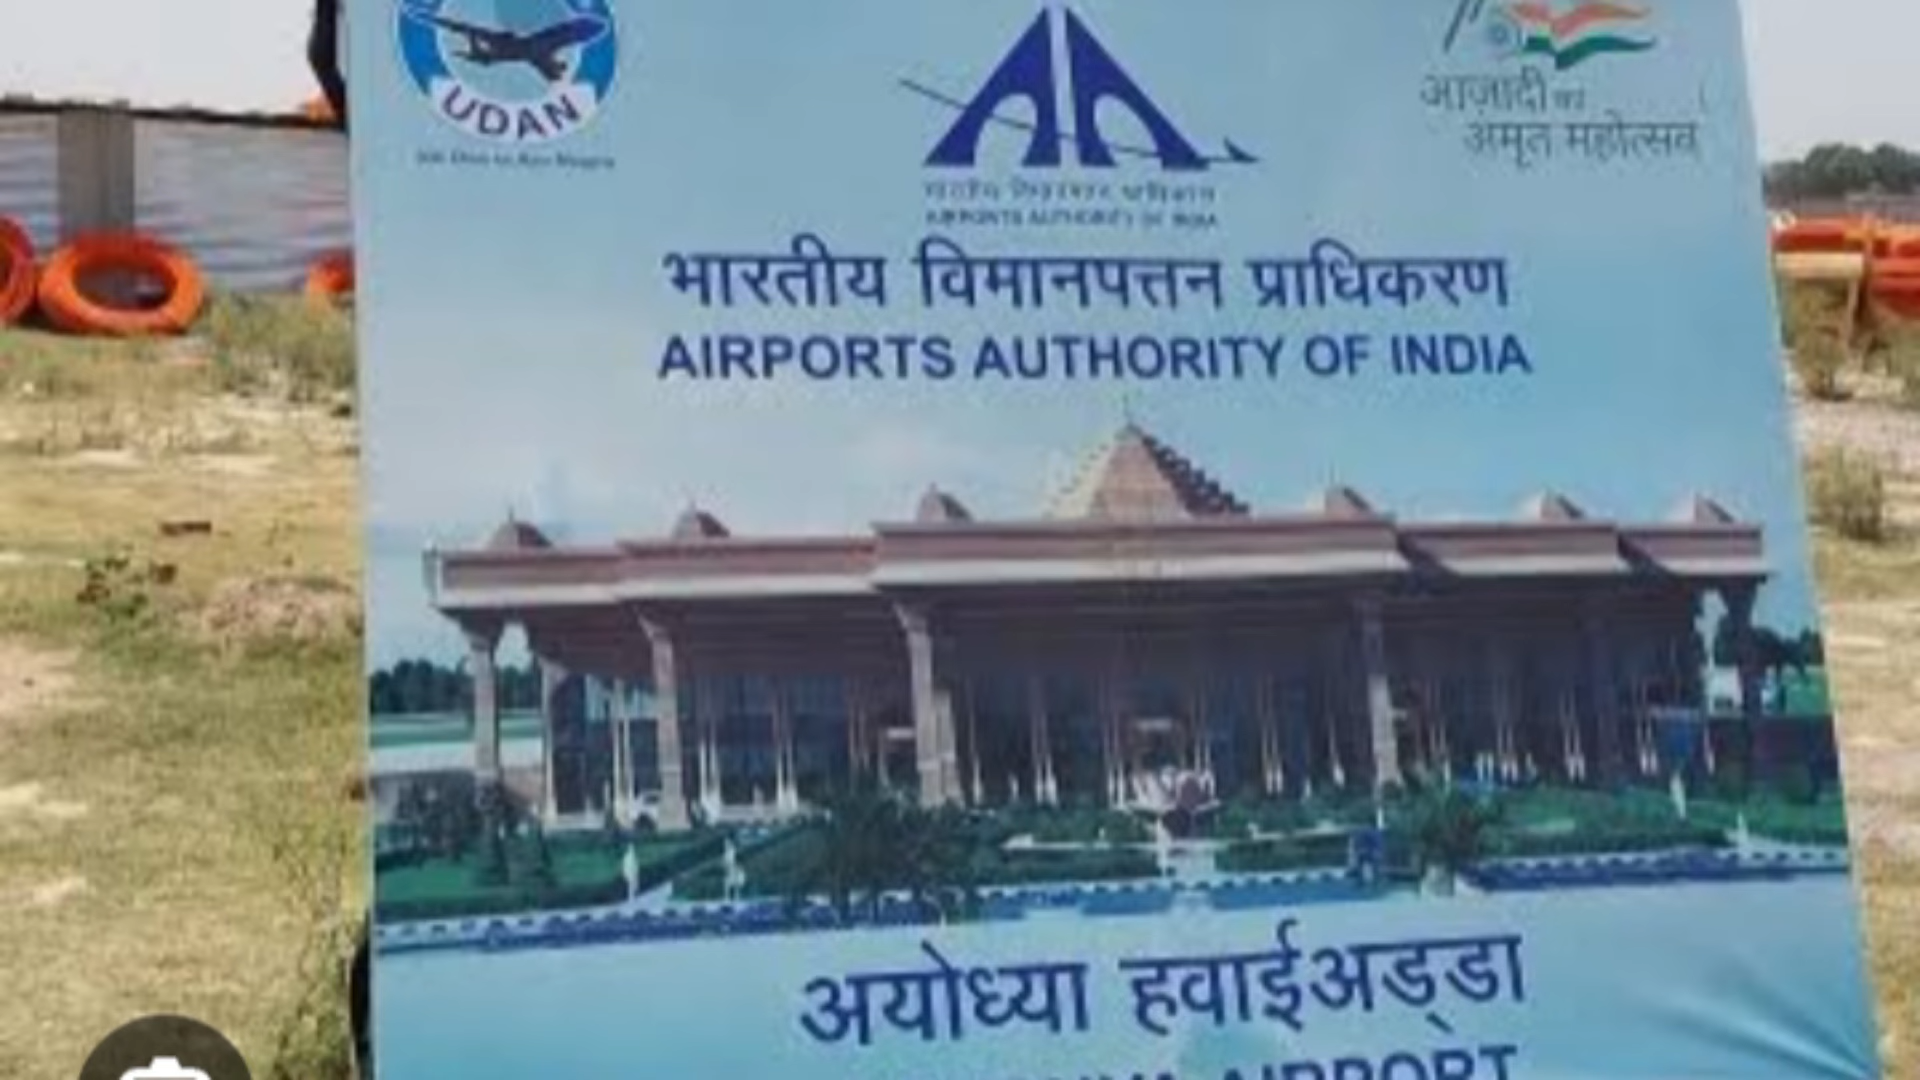 UDAN
आज़ादी का
अमृत महोत्सव
भारतीय विमानपत्तन प्राधिकरण
AIRPORTS AUTHORITY OF INDIA
भारतीय विमानपत्तन प्राधिकरण
AIRPORTS AUTHORITY OF INDIA
अयोध्या हवाईअड्डा
AIRPORT